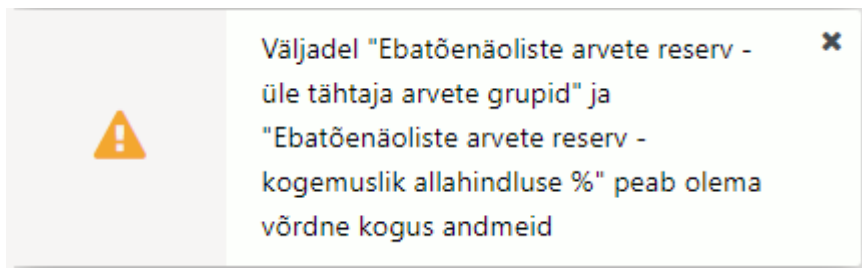 Väljadel "Ebatõenäoliste arvete reserv -
üle tähtaja arvete grupid" ja
"Ebatõenäoliste arvete reserv -
kogemuslik allahindluse %" peab olema
võrdne kogus andmeid